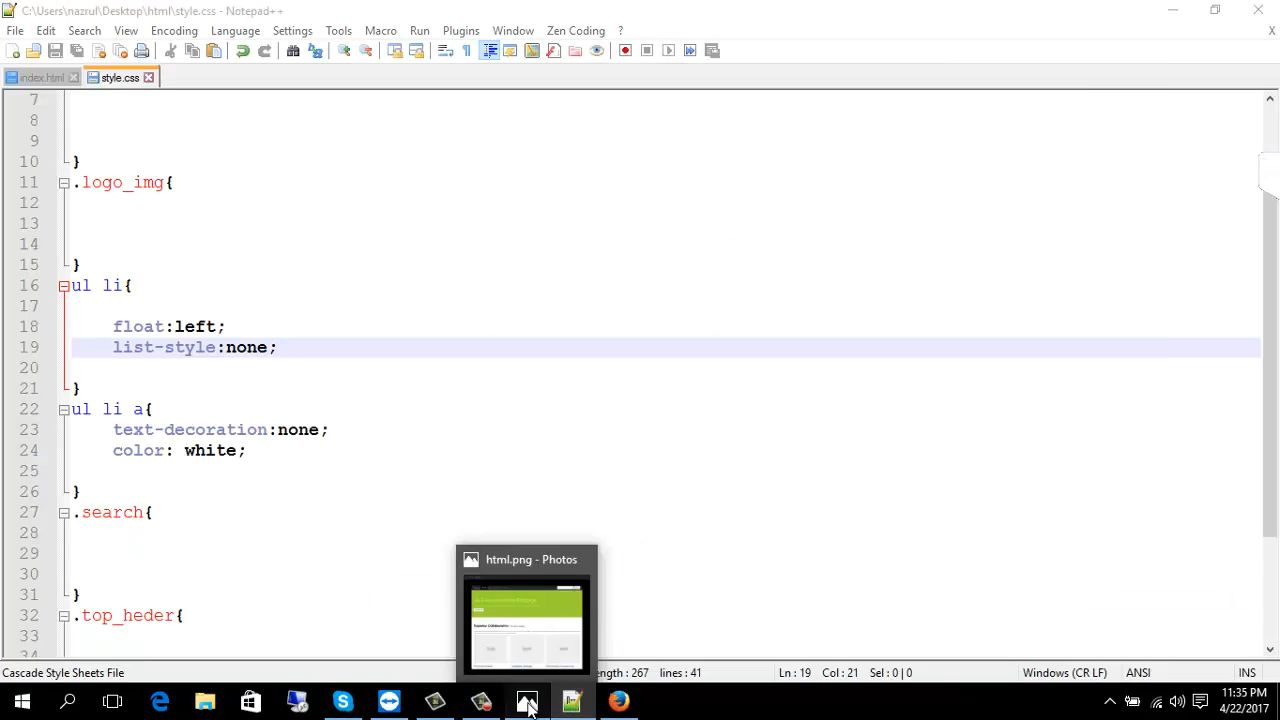 C:\Users\nazrul\Desktop\html\style.css - Notepad++
File Edit Search View Encoding Language Settings Tools Macro Run Plugins Window Zen Coding ? X
index.html style.css
7
8
9
10 }
11 .logo_img{
12
13
14
15 }
16 ul li{
17
18 float:left;
19 list-style:none;
20
21 }
22 ul li a{
23 text-decoration:none;
24 color: white;
25
26 }
27 .search{
28
29
30
31 }
32 .top_heder{
33
html.png - Photos
Cascade Style Sheets File length: 267 lines: 41 Ln: 19 Col: 21 Sel: 0 | 0 Windows (CR LF) ANSI INS
11:35 PM
4/22/2017